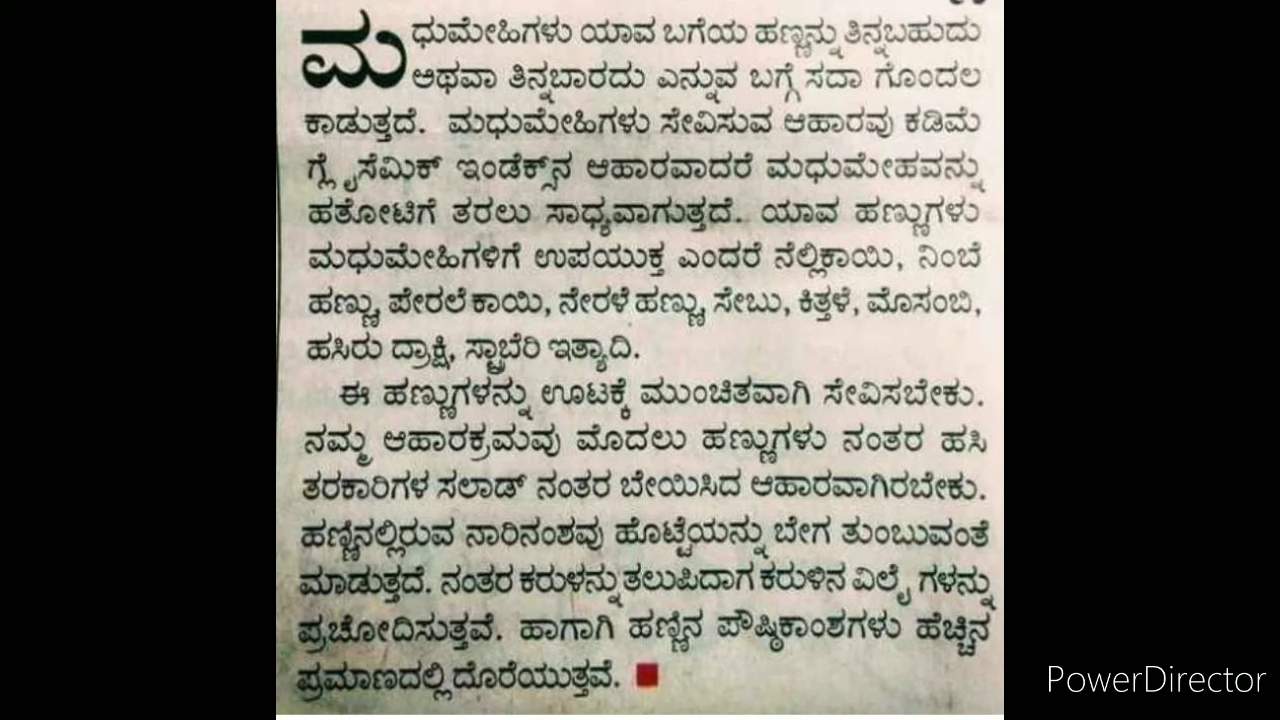 ಮಧುಮೇಹಿಗಳು ಯಾವ ಬಗೆಯ ಹಣ್ಣನ್ನು ತಿನ್ನಬಹುದು
ಅಥವಾ ತಿನ್ನಬಾರದು ಎನ್ನುವ ಬಗ್ಗೆ ಸದಾ ಗೊಂದಲ
ಕಾಡುತ್ತದೆ. ಮಧುಮೇಹಿಗಳು ಸೇವಿಸುವ ಆಹಾರವು ಕಡಿಮೆ
ಗ್ಲೈಸೆಮಿಕ್ ಇಂಡೆಕ್ಸ್‌ನ ಆಹಾರವಾದರೆ ಮಧುಮೇಹವನ್ನು
ಹತೋಟಿಗೆ ತರಲು ಸಾಧ್ಯವಾಗುತ್ತದೆ. ಯಾವ ಹಣ್ಣುಗಳು
ಮಧುಮೇಹಿಗಳಿಗೆ ಉಪಯುಕ್ತ ಎಂದರೆ ನೆಲ್ಲಿಕಾಯಿ, ನಿಂಬೆ
ಹಣ್ಣು, ಪೇರಲೆ ಕಾಯಿ, ನೇರಳೆ ಹಣ್ಣು, ಸೇಬು, ಕಿತ್ತಳೆ, ಮೊಸಂಬಿ,
ಹಸಿರು ದ್ರಾಕ್ಷಿ, ಸ್ಟ್ರಾಬೆರಿ ಇತ್ಯಾದಿ.
ಈ ಹಣ್ಣುಗಳನ್ನು ಊಟಕ್ಕೆ ಮುಂಚಿತವಾಗಿ ಸೇವಿಸಬೇಕು.
ನಮ್ಮ ಆಹಾರಕ್ರಮವು ಮೊದಲು ಹಣ್ಣುಗಳು ನಂತರ ಹಸಿ
ತರಕಾರಿಗಳ ಸಲಾಡ್ ನಂತರ ಬೇಯಿಸಿದ ಆಹಾರವಾಗಿರಬೇಕು.
ಹಣ್ಣಿನಲ್ಲಿರುವ ನಾರಿನಂಶವು ಹೊಟ್ಟೆಯನ್ನು ಬೇಗ ತುಂಬುವಂತೆ
ಮಾಡುತ್ತದೆ. ನಂತರ ಕರುಳನ್ನು ತಲುಪಿದಾಗ ಕರುಳಿನ ವಿಲೈ ಗಳನ್ನು
ಪ್ರಚೋದಿಸುತ್ತವೆ. ಹಾಗಾಗಿ ಹಣ್ಣಿನ ಪೌಷ್ಠಿಕಾಂಶಗಳು ಹೆಚ್ಚಿನ
ಪ್ರಮಾಣದಲ್ಲಿ ದೊರೆಯುತ್ತವೆ.
PowerDirector